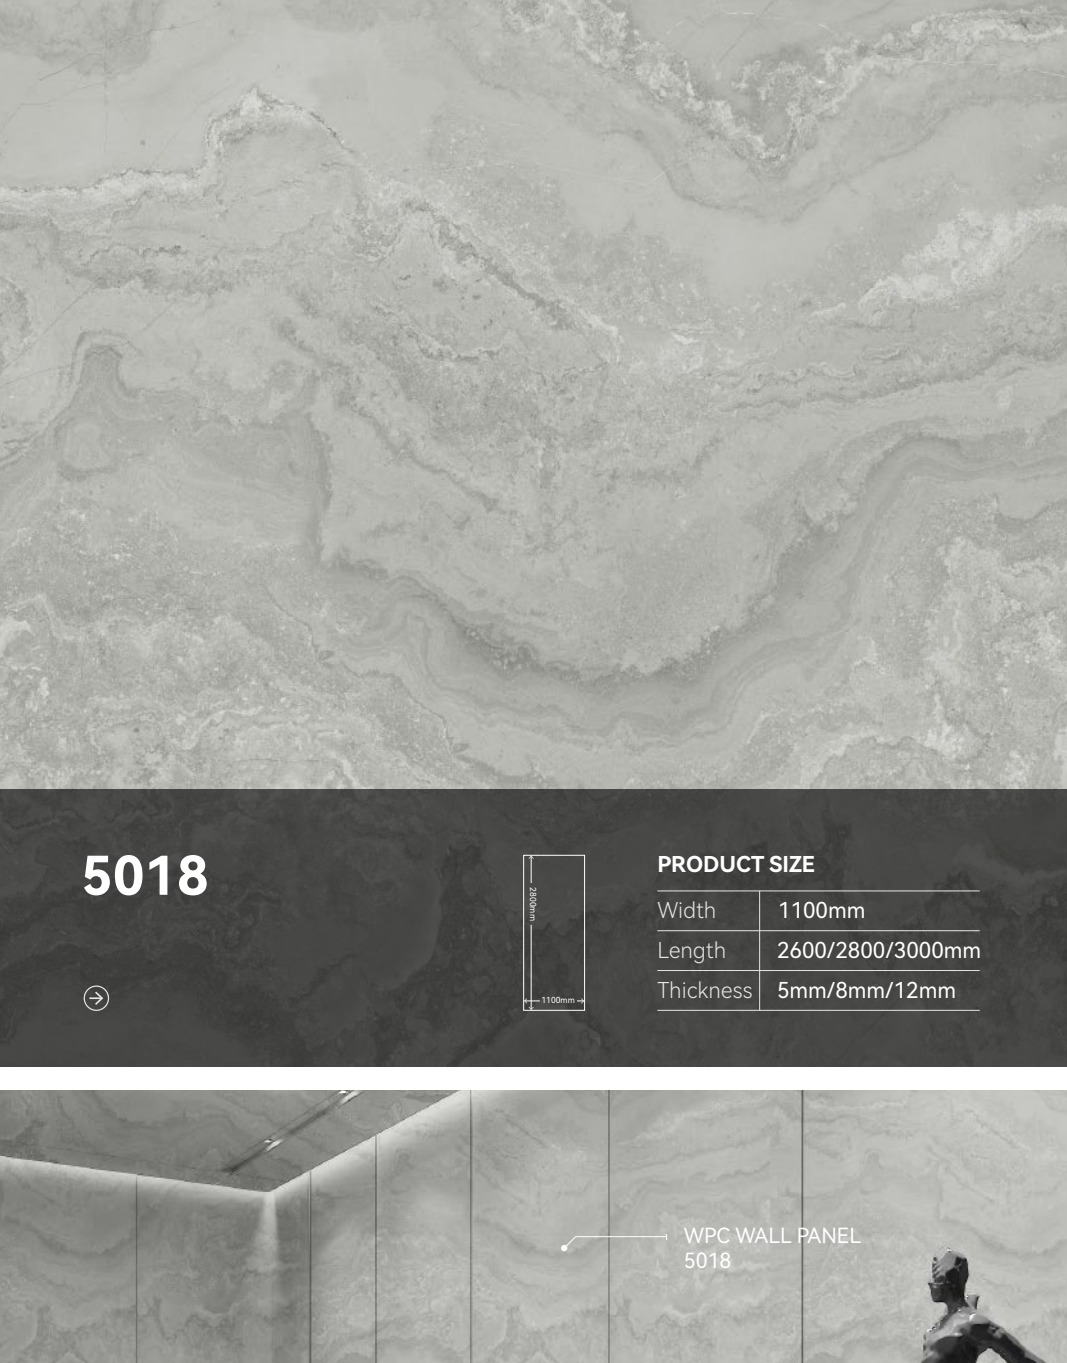 5018
2800mm
1100mm
PRODUCT SIZE
Width 1100mm
Length 2600/2800/3000mm
Thickness 5mm/8mm/12mm
WPC WALL PANEL
5018